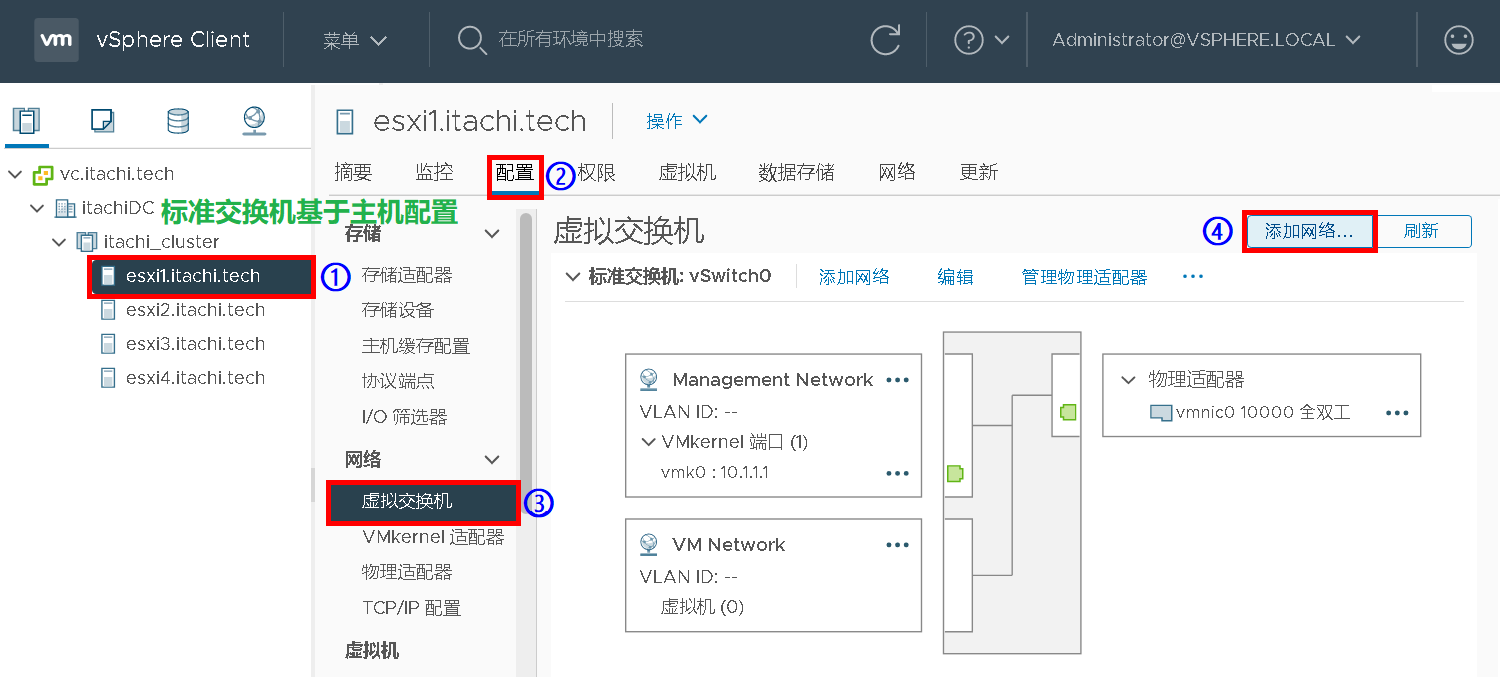 vm vSphere Client 菜单 在所有环境中搜索 Administrator@VSPHERE.LOCAL
esxi1.itachi.tech 操作
摘要 监控 配置 ② 权限 虚拟机 数据存储 网络 更新
vc.itachi.tech
itachiDC 标准交换机基于主机配置
itachi_cluster
esxi1.itachi.tech ①
esxi2.itachi.tech
esxi3.itachi.tech
esxi4.itachi.tech
存储
存储适配器
存储设备
主机缓存配置
协议端点
I/O 筛选器
网络
虚拟交换机 ③
VMkernel 适配器
物理适配器
TCP/IP 配置
虚拟机
虚拟交换机 ④ 添加网络... 刷新
标准交换机: vSwitch0 添加网络 编辑 管理物理适配器 ...
Management Network ...
VLAN ID: --
VMkernel 端口 (1)
vmk0 : 10.1.1.1 ...
VM Network ...
VLAN ID: --
虚拟机 (0)
物理适配器
vmnic0 10000 全双工 ...